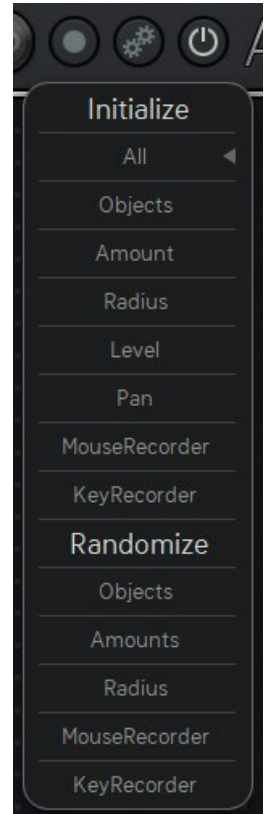 Initialize
All
Objects
Amount
Radius
Level
Pan
MouseRecorder
KeyRecorder
Randomize
Objects
Amounts
Radius
MouseRecorder
KeyRecorder